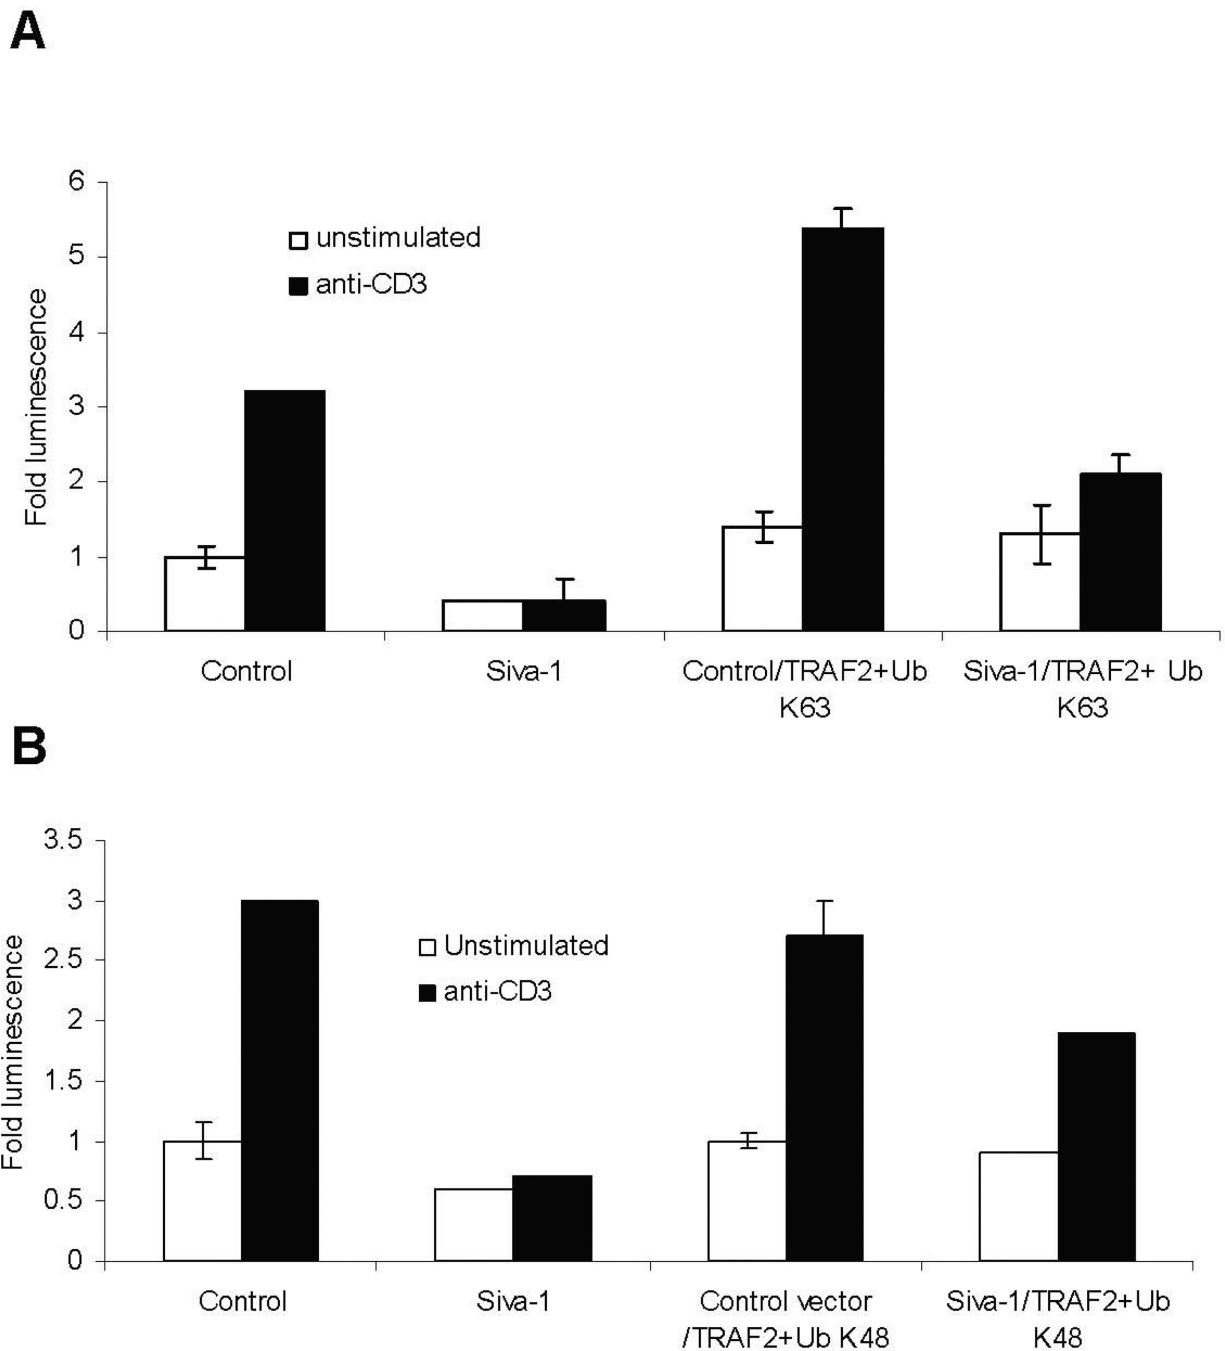 A
6
5
4
3
2
1
0
Fold luminescence
unstimulated
anti-CD3
Control
Siva-1
Control/TRAF2+Ub
K63
Siva-1/TRAF2+ Ub
K63
B
3.5
3
2.5
2
1.5
1
0.5
0
Fold luminescence
Unstimulated
anti-CD3
Control
Siva-1
Control vector
/TRAF2+Ub K48
Siva-1/TRAF2+Ub
K48